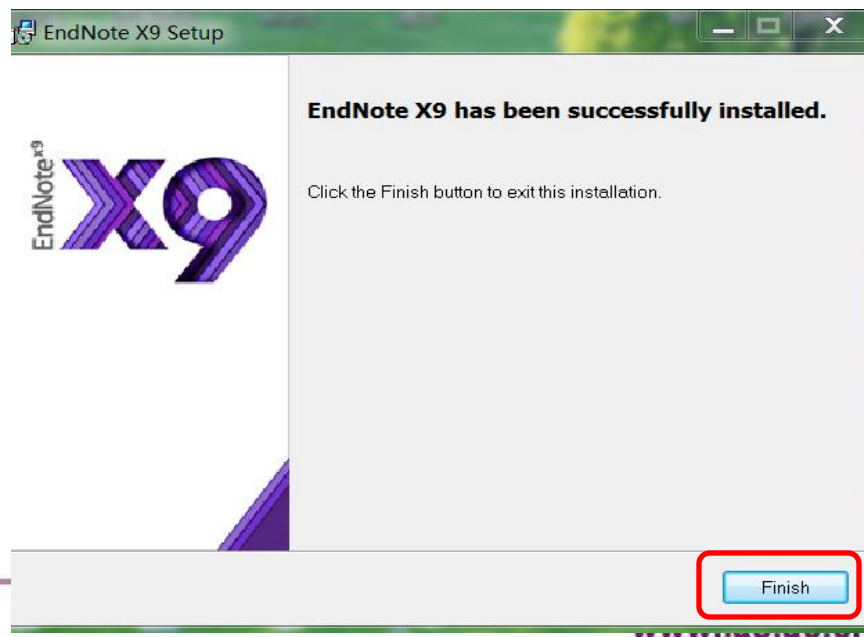 EndNote X9 Setup
EndNote X9 has been successfully installed.
EndNote x9
X9
Click the Finish button to exit this installation.
Finish